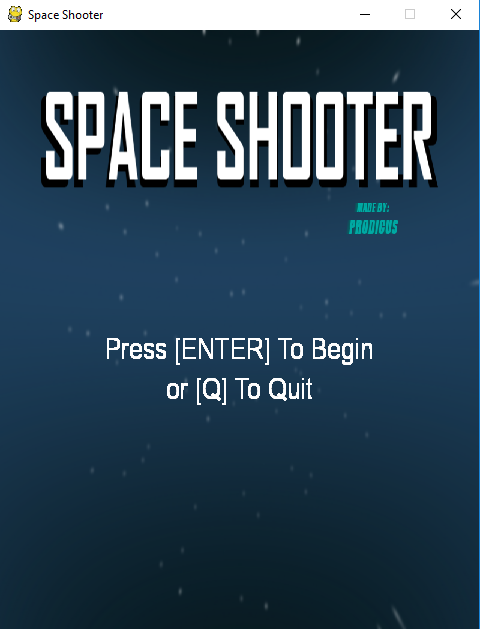 Space Shooter
SPACE SHOOTER
MADE BY:
PRODIGUS
Press [ENTER] To Begin
or [Q] To Quit